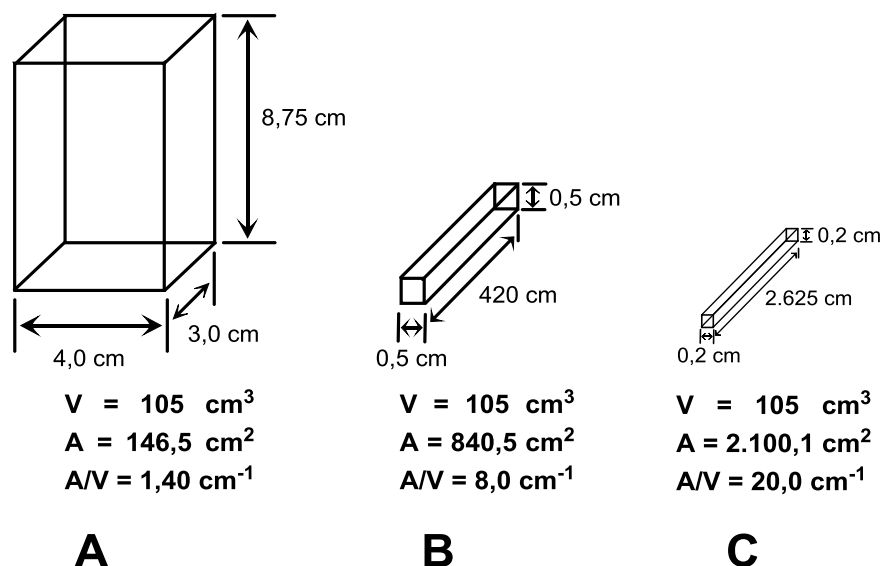 8,75 cm
3,0 cm
4,0 cm
V = 105 cm³
A = 146,5 cm²
A/V = 1,40 cm⁻¹
A
0,5 cm
420 cm
0,5 cm
V = 105 cm³
A = 840,5 cm²
A/V = 8,0 cm⁻¹
B
0,2 cm
2.625 cm
0,2 cm
V = 105 cm³
A = 2.100,1 cm²
A/V = 20,0 cm⁻¹
C